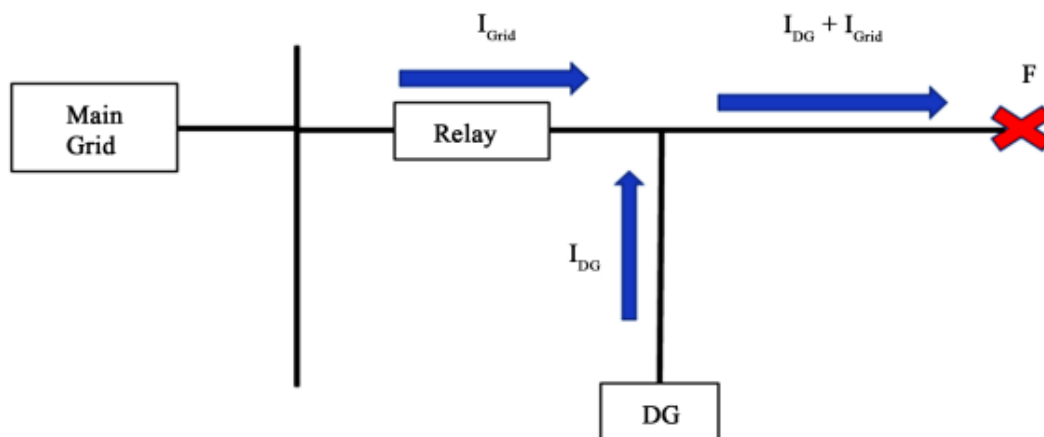 I_Grid
I_DG + I_Grid
F
Main
Grid
Relay
I_DG
DG